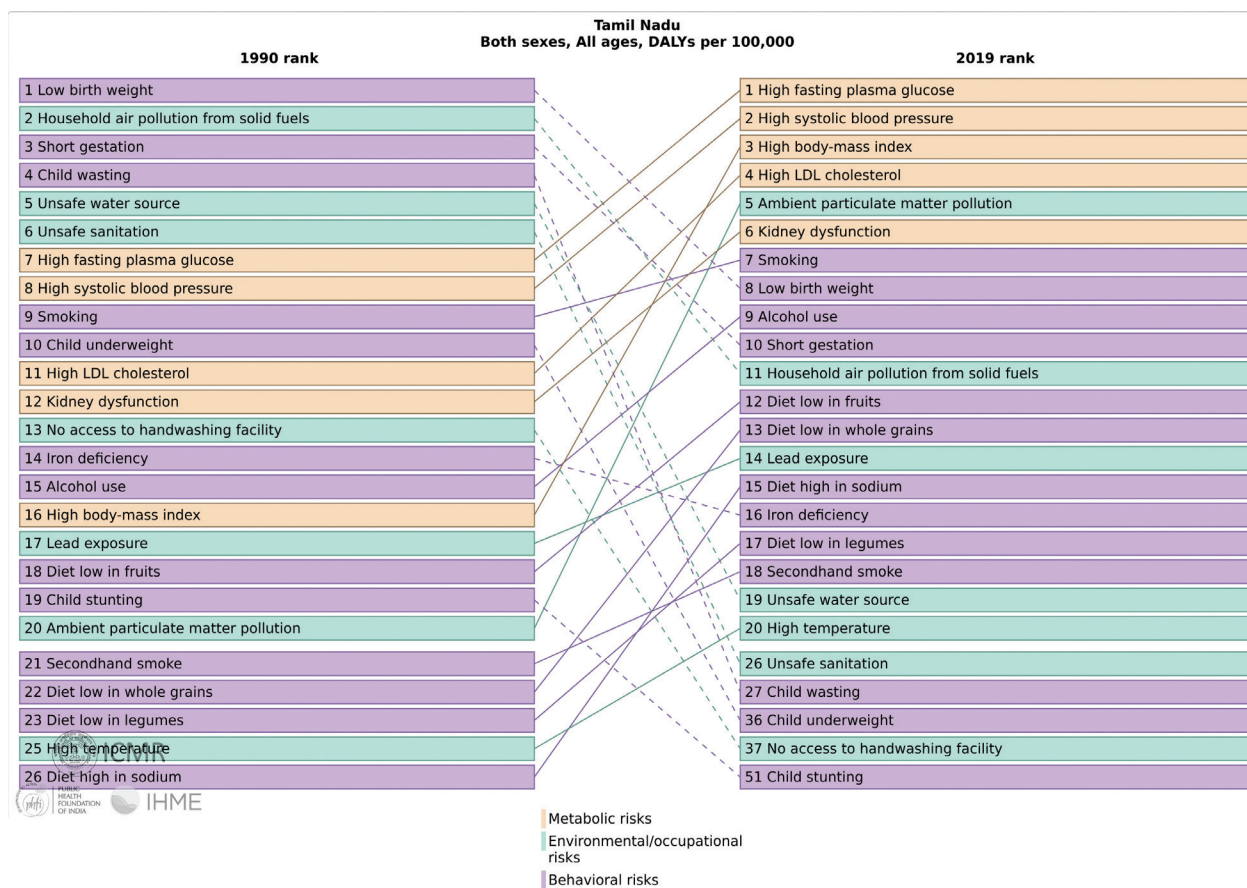 Tamil Nadu
Both sexes, All ages, DALYs per 100,000
1990 rank
2019 rank
1 Low birth weight
2 Household air pollution from solid fuels
3 Short gestation
4 Child wasting
5 Unsafe water source
6 Unsafe sanitation
7 High fasting plasma glucose
8 High systolic blood pressure
9 Smoking
10 Child underweight
11 High LDL cholesterol
12 Kidney dysfunction
13 No access to handwashing facility
14 Iron deficiency
15 Alcohol use
16 High body-mass index
17 Lead exposure
18 Diet low in fruits
19 Child stunting
20 Ambient particulate matter pollution
21 Secondhand smoke
22 Diet low in whole grains
23 Diet low in legumes
25 High temperature
26 Diet high in sodium
1 High fasting plasma glucose
2 High systolic blood pressure
3 High body-mass index
4 High LDL cholesterol
5 Ambient particulate matter pollution
6 Kidney dysfunction
7 Smoking
8 Low birth weight
9 Alcohol use
10 Short gestation
11 Household air pollution from solid fuels
12 Diet low in fruits
13 Diet low in whole grains
14 Lead exposure
15 Diet high in sodium
16 Iron deficiency
17 Diet low in legumes
18 Secondhand smoke
19 Unsafe water source
20 High temperature
26 Unsafe sanitation
27 Child wasting
36 Child underweight
37 No access to handwashing facility
51 Child stunting
ICMR
phfi
PUBLIC
HEALTH
FOUNDATION
OF INDIA
IHME
Metabolic risks
Environmental/occupational
risks
Behavioral risks